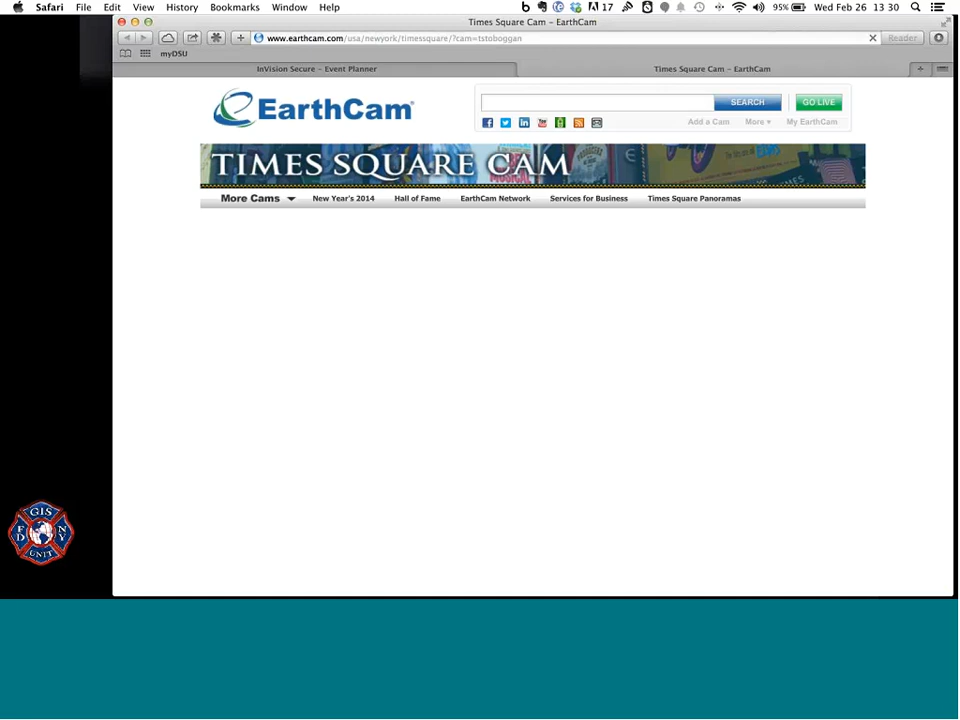 Safari File Edit View History Bookmarks Window Help 17 95% Wed Feb 26 13 30
Times Square Cam – EarthCam
www.earthcam.com/usa/newyork/timessquare/?cam=tstoboggan Reader
myDSU
InVision Secure – Event Planner Times Square Cam – EarthCam
EarthCam
SEARCH GO LIVE
Add a Cam More ▾ My EarthCam
TIMES SQUARE CAM
More Cams New Year's 2014 Hall of Fame EarthCam Network Services for Business Times Square Panoramas
GIS
FD NY
UNIT